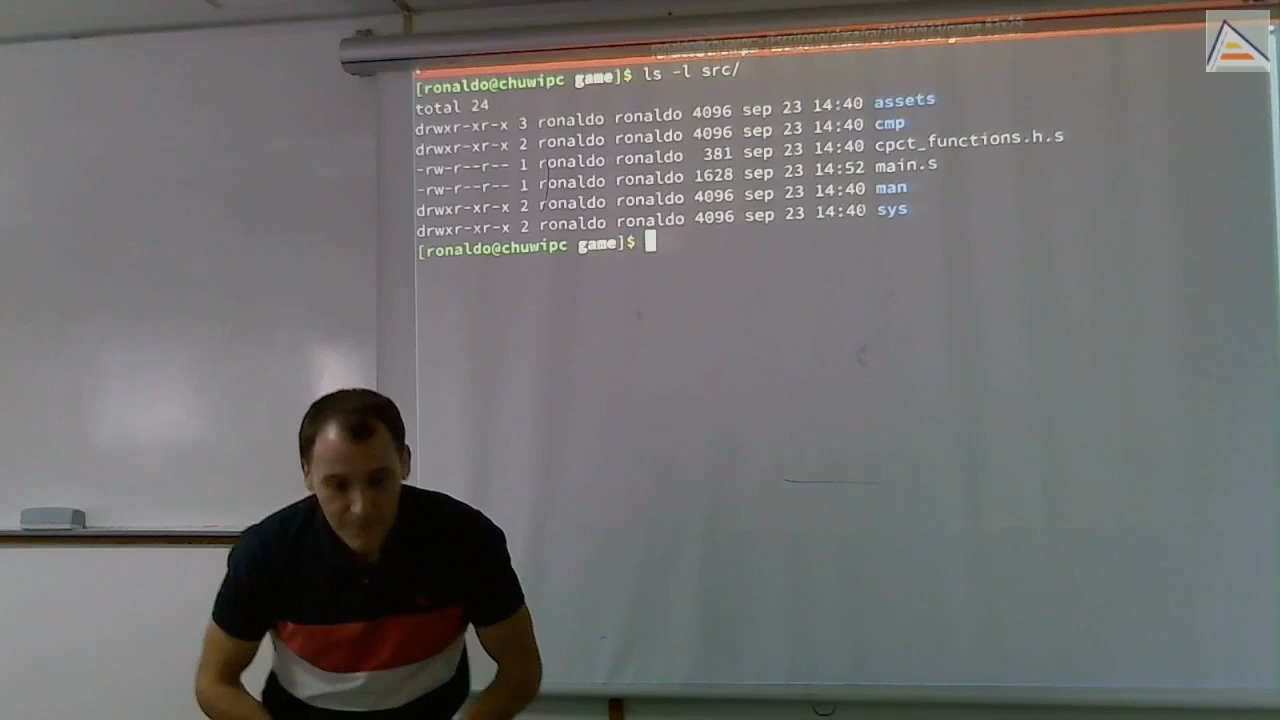 [ronaldo@chuwipc game]$ ls -l src/
total 24
drwxr-xr-x 3 ronaldo ronaldo 4096 sep 23 14:40 assets
drwxr-xr-x 2 ronaldo ronaldo 4096 sep 23 14:40 cmp
-rw-r--r-- 1 ronaldo ronaldo  381 sep 23 14:40 cpct_functions.h.s
-rw-r--r-- 1 ronaldo ronaldo 1628 sep 23 14:52 main.s
drwxr-xr-x 2 ronaldo ronaldo 4096 sep 23 14:40 man
drwxr-xr-x 2 ronaldo ronaldo 4096 sep 23 14:40 sys
[ronaldo@chuwipc game]$